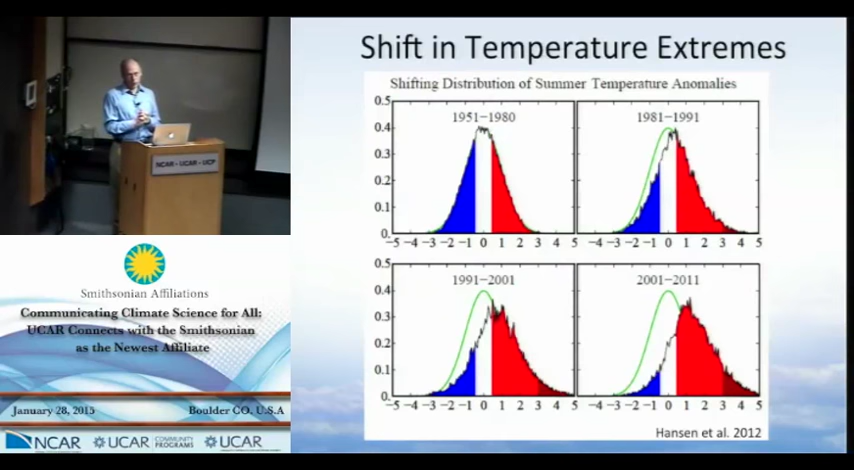 Shift in Temperature Extremes
Shifting Distribution of Summer Temperature Anomalies
1951−1980
0.5
0.4
0.3
0.2
0.1
0.
−5 −4 −3 −2 −1 0 1 2 3 4 5
1981−1991
−4 −3 −2 −1 0 1 2 3 4 5
1991−2001
0.5
0.4
0.3
0.2
0.1
0.
−5 −4 −3 −2 −1 0 1 2 3 4 5
2001−2011
−4 −3 −2 −1 0 1 2 3 4 5
Hansen et al. 2012
NCAR • UCAR • UCP
Smithsonian Affiliations
Communicating Climate Science for All:
UCAR Connects with the Smithsonian
as the Newest Affiliate
January 28, 2015 Boulder CO. U.S.A
NCAR UCAR COMMUNITY PROGRAMS UCAR